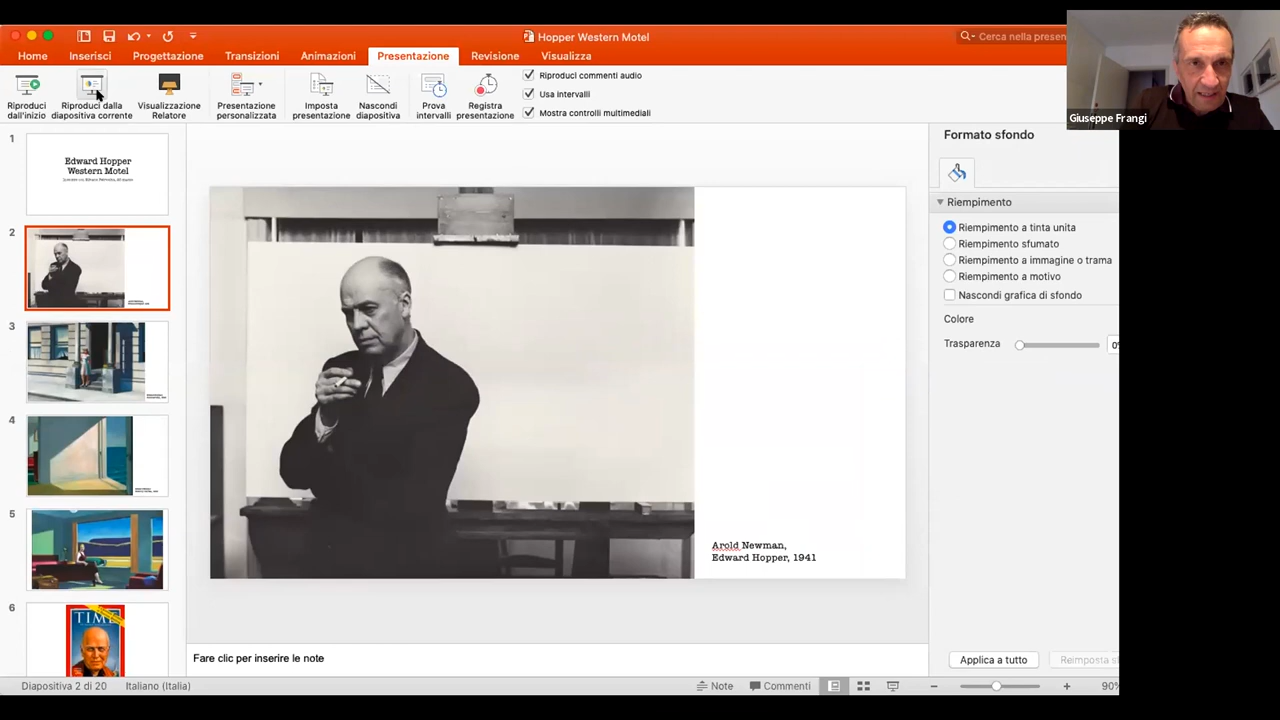 Hopper Western Motel
Cerca nella presen
Home
Inserisci
Progettazione
Transizioni
Animazioni
Presentazione
Revisione
Visualizza
Riproduci
dall'inizio
Riproduci dalla
diapositiva corrente
Visualizzazione
Relatore
Presentazione
personalizzata
Imposta
presentazione
Nascondi
diapositiva
Prova
intervalli
Registra
presentazione
Riproduci commenti audio
Usa intervalli
Mostra controlli multimediali
Giuseppe Frangi
1
Edward Hopper
Western Motel
2
3
4
5
6
TIME
Arold Newman,
Edward Hopper, 1941
Formato sfondo
Riempimento
Riempimento a tinta unita
Riempimento sfumato
Riempimento a immagine o trama
Riempimento a motivo
Nascondi grafica di sfondo
Colore
Trasparenza
0%
Applica a tutto
Reimposta
Fare clic per inserire le note
Diapositiva 2 di 20
Italiano (Italia)
Note
Commenti
90%